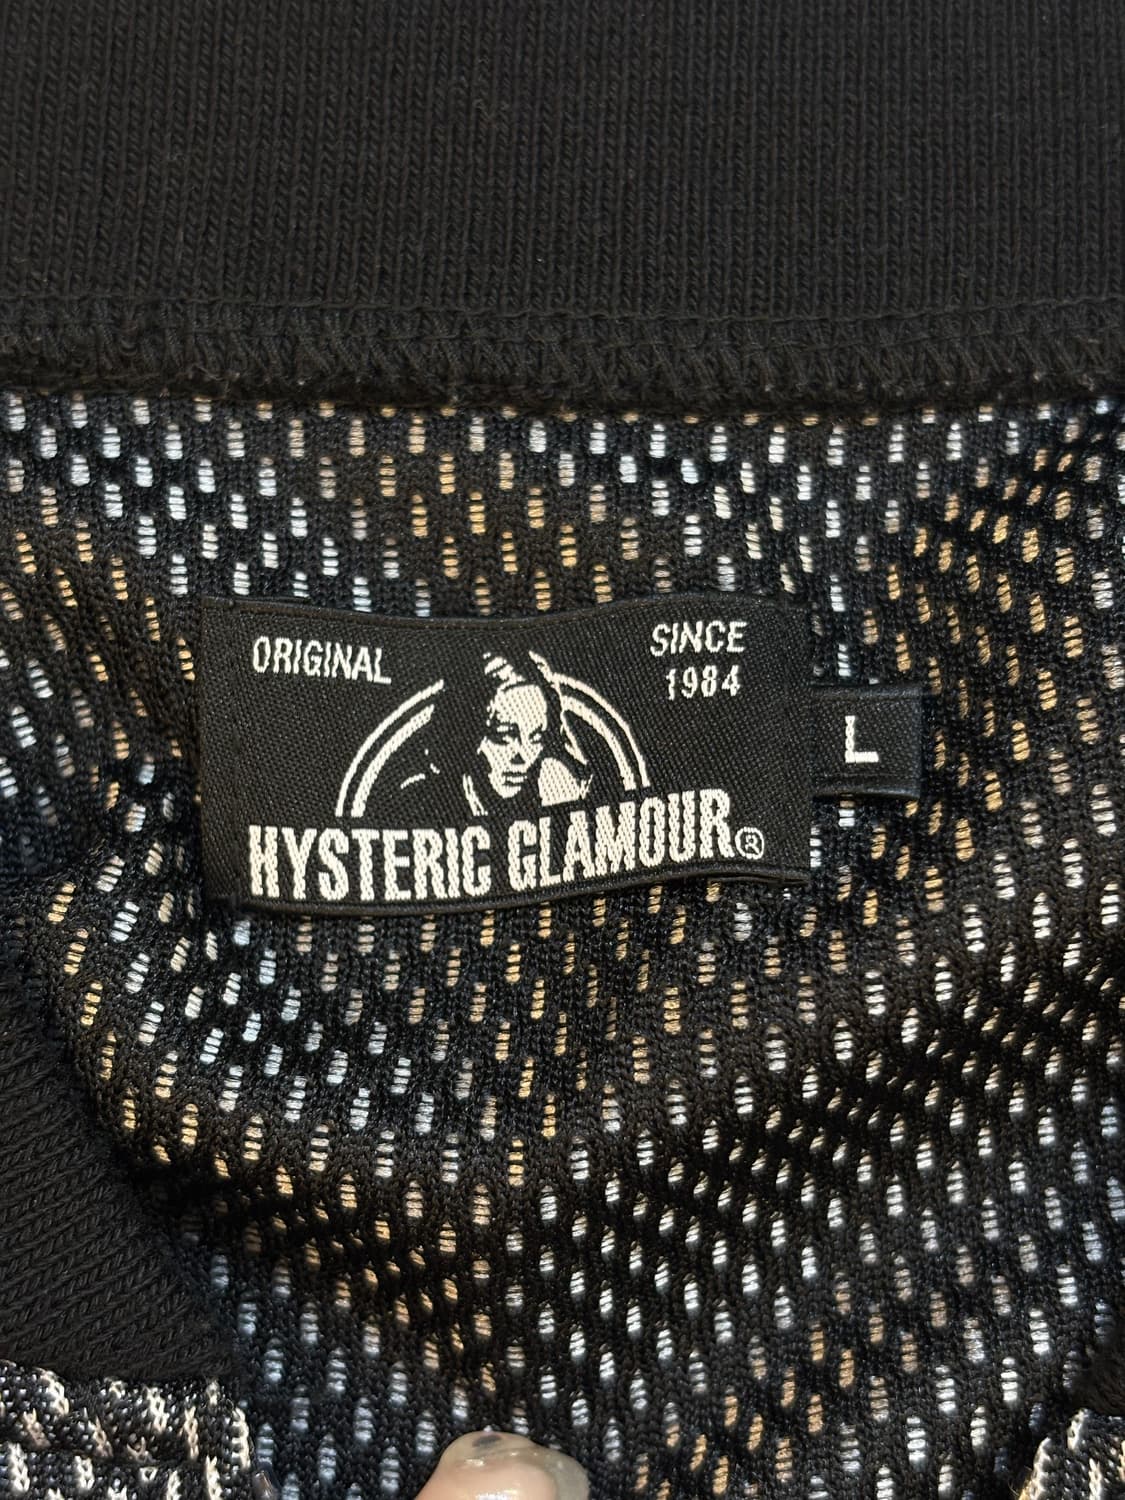 ORIGINAL
SINCE
1984
L
HYSTERIC GLAMOUR®